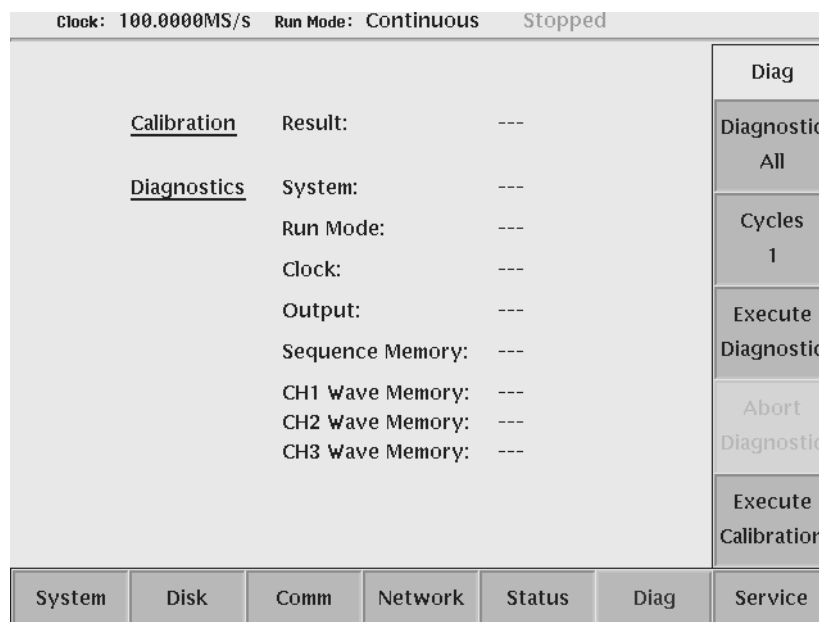 Clock: 100.0000MS/s Run Mode: Continuous Stopped
Calibration Result: ---
Diagnostics System: ---
Run Mode: ---
Clock: ---
Output: ---
Sequence Memory: ---
CH1 Wave Memory: ---
CH2 Wave Memory: ---
CH3 Wave Memory: ---
Diag
Diagnostic
All
Cycles
1
Execute
Diagnostic
Abort
Diagnostic
Execute
Calibration
System Disk Comm Network Status Diag Service